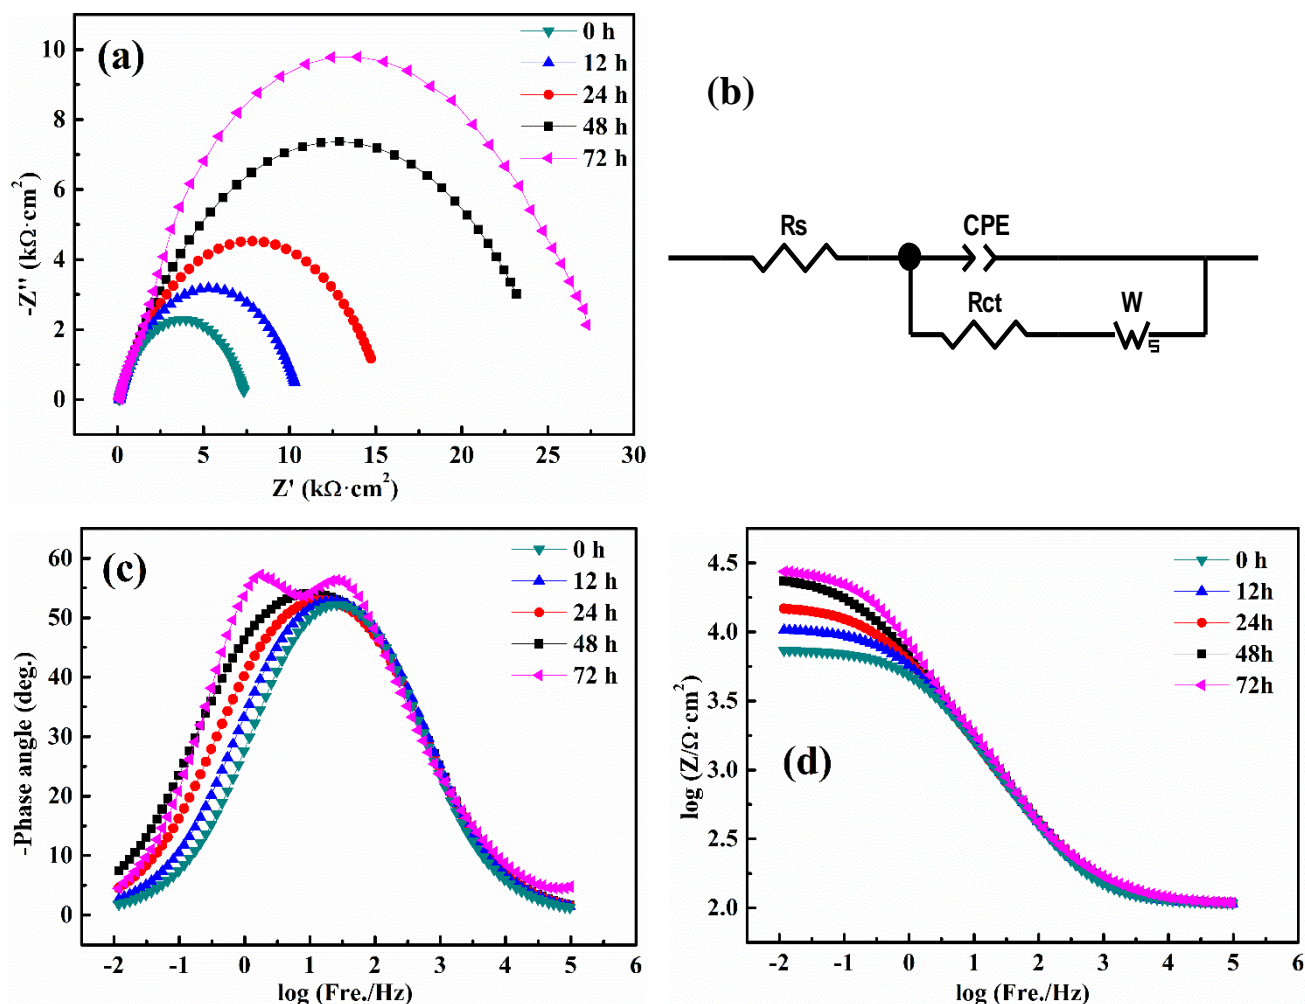 (a)
0 h
12 h
24 h
48 h
72 h
10
8
6
4
2
0
-Z'' (kΩ·cm²)
0 5 10 15 20 25 30
Z' (kΩ·cm²)
(b)
Rs
CPE
Rct
W
s
(c)
0 h
12 h
24 h
48 h
72 h
60
50
40
30
20
10
0
-Phase angle (deg.)
-2 -1 0 1 2 3 4 5 6
log (Fre./Hz)
(d)
0 h
12h
24h
48h
72h
4.5
4.0
3.5
3.0
2.5
2.0
log (Z/Ω·cm²)
-2 -1 0 1 2 3 4 5 6
log (Fre./Hz)